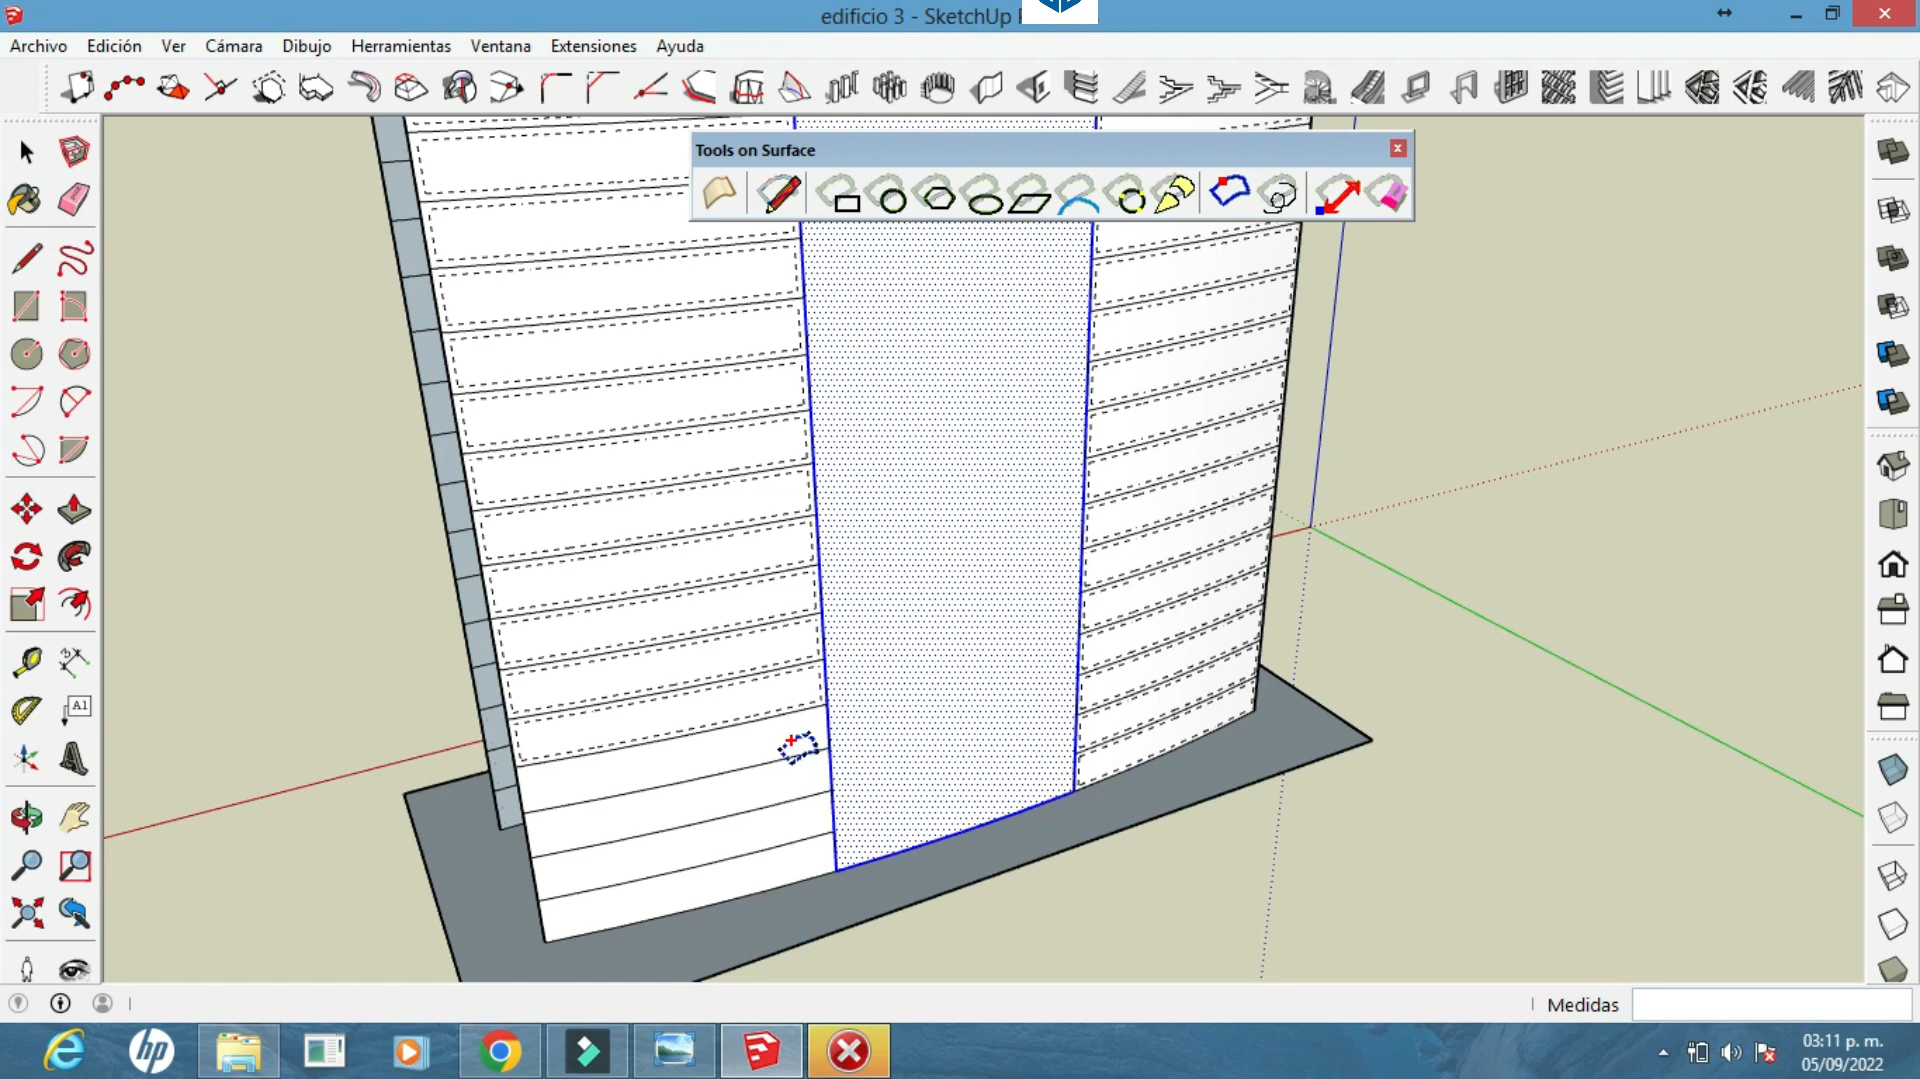 edificio 3 - SketchUp
Archivo Edición Ver Cámara Dibujo Herramientas Ventana Extensiones Ayuda
Tools on Surface
A1
Medidas
03:11 p. m.
05/09/2022